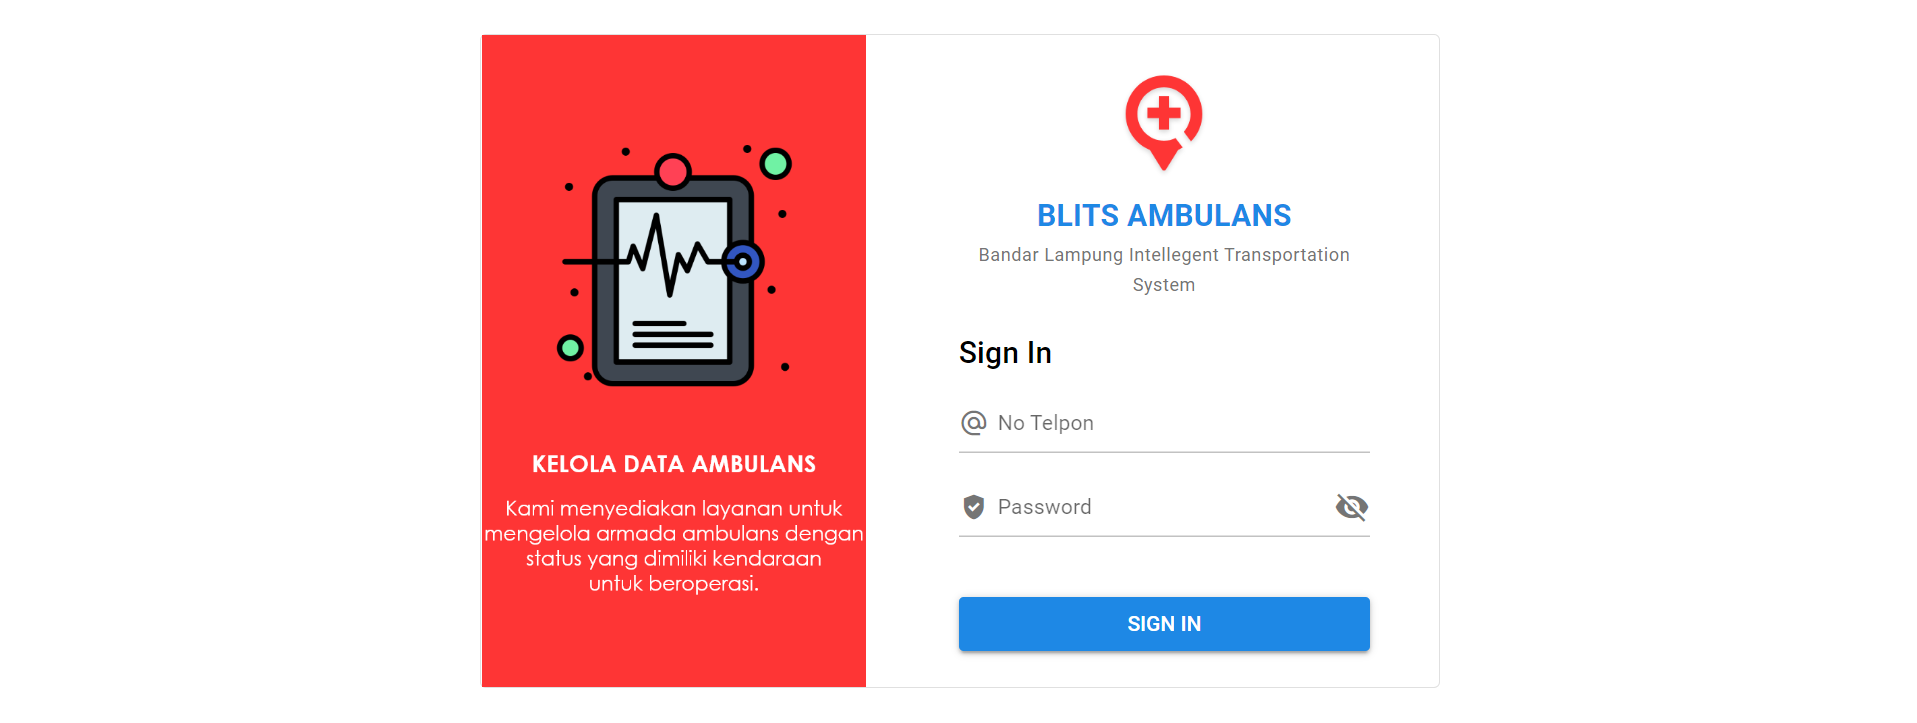 KELOLA DATA AMBULANS
Kami menyediakan layanan untuk
mengelola armada ambulans dengan
status yang dimiliki kendaraan
untuk beroperasi.
BLITS AMBULANS
Bandar Lampung Intellegent Transportation
System
Sign In
No Telpon
Password
SIGN IN